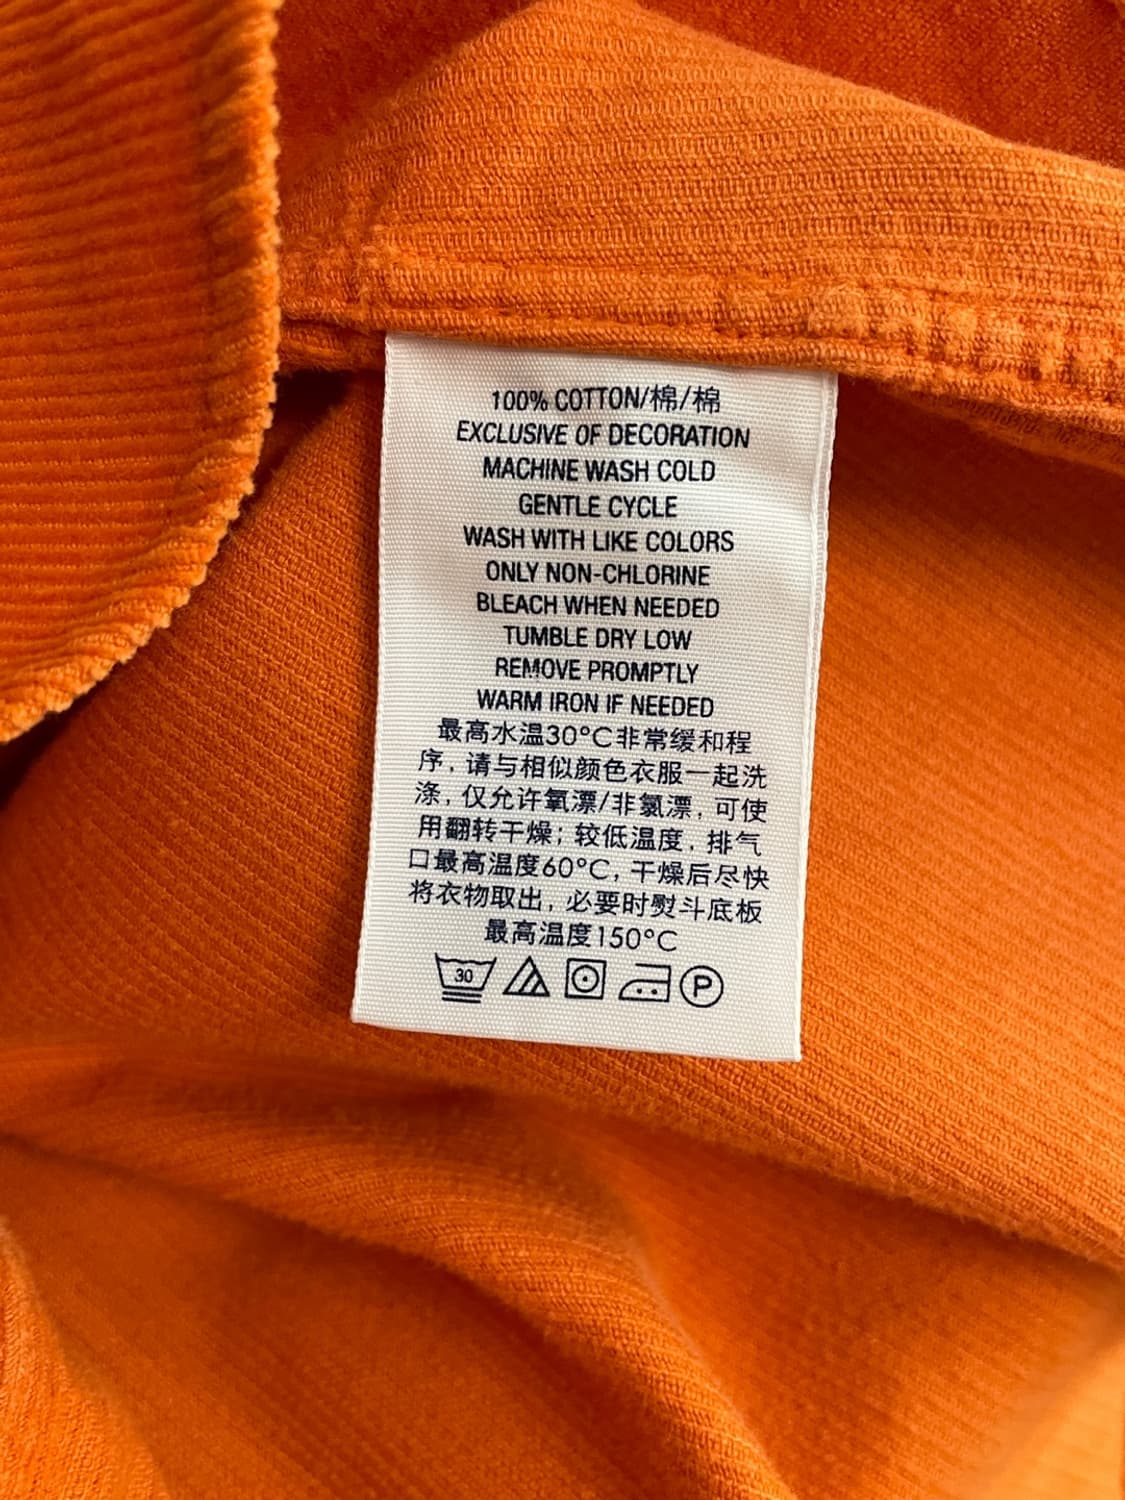 100% COTTON/棉/棉
EXCLUSIVE OF DECORATION
MACHINE WASH COLD
GENTLE CYCLE
WASH WITH LIKE COLORS
ONLY NON-CHLORINE
BLEACH WHEN NEEDED
TUMBLE DRY LOW
REMOVE PROMPTLY
WARM IRON IF NEEDED
最高水温30°C非常缓和程
序,请与相似颜色衣服一起洗
涤,仅允许氧漂/非氯漂,可使
用翻转干燥;较低温度,排气
口最高温度60°C,干燥后尽快
将衣物取出,必要时熨斗底板
最高温度150°C
30 P